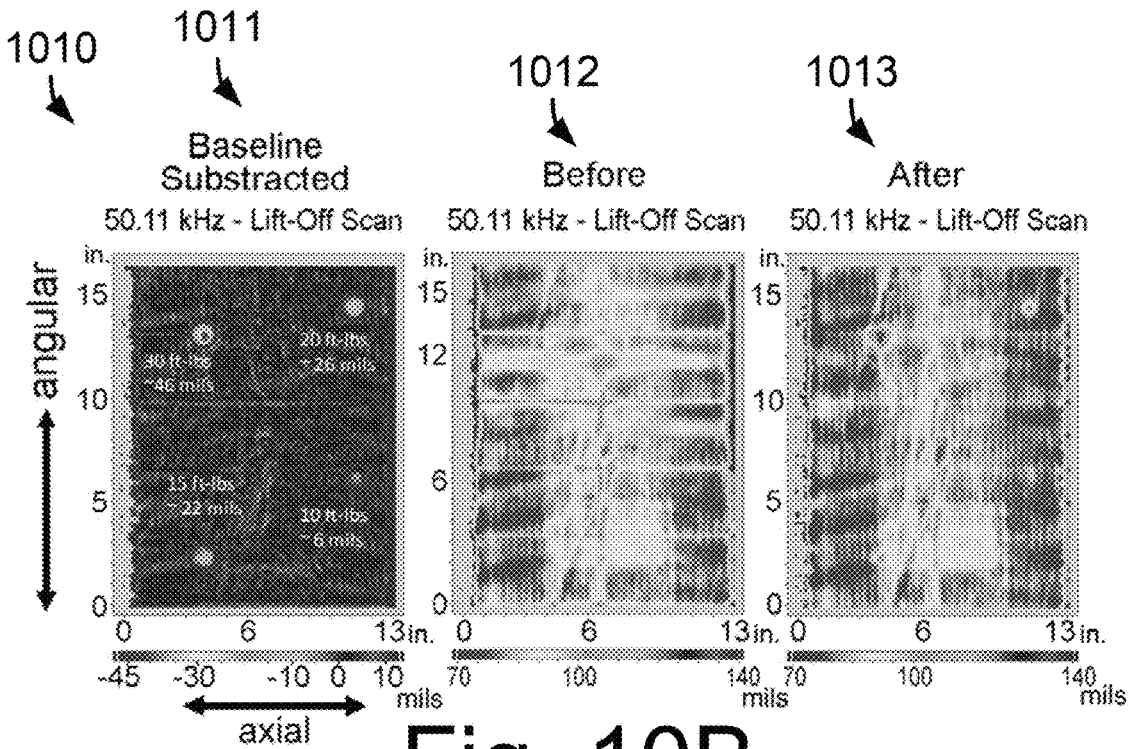 1010
1011
1012
1013
Baseline
Substracted
Before
After
50.11 kHz - Lift-Off Scan
50.11 kHz - Lift-Off Scan
50.11 kHz - Lift-Off Scan
angular
in.
15
10
5
0
30 ft-lbs
~46 mils
20 ft-lbs
~26 mils
15 ft-lbs
~22 mils
10 ft-lbs
~6 mils
0 6 13 in.
-45 -30 -10 0 10
mils
axial
in.
15
12
6
0
0 6 13 in.
70 100 140
mils
in.
15
10
5
0
0 6 13 in.
70 100 140
mils
Fig. 10B